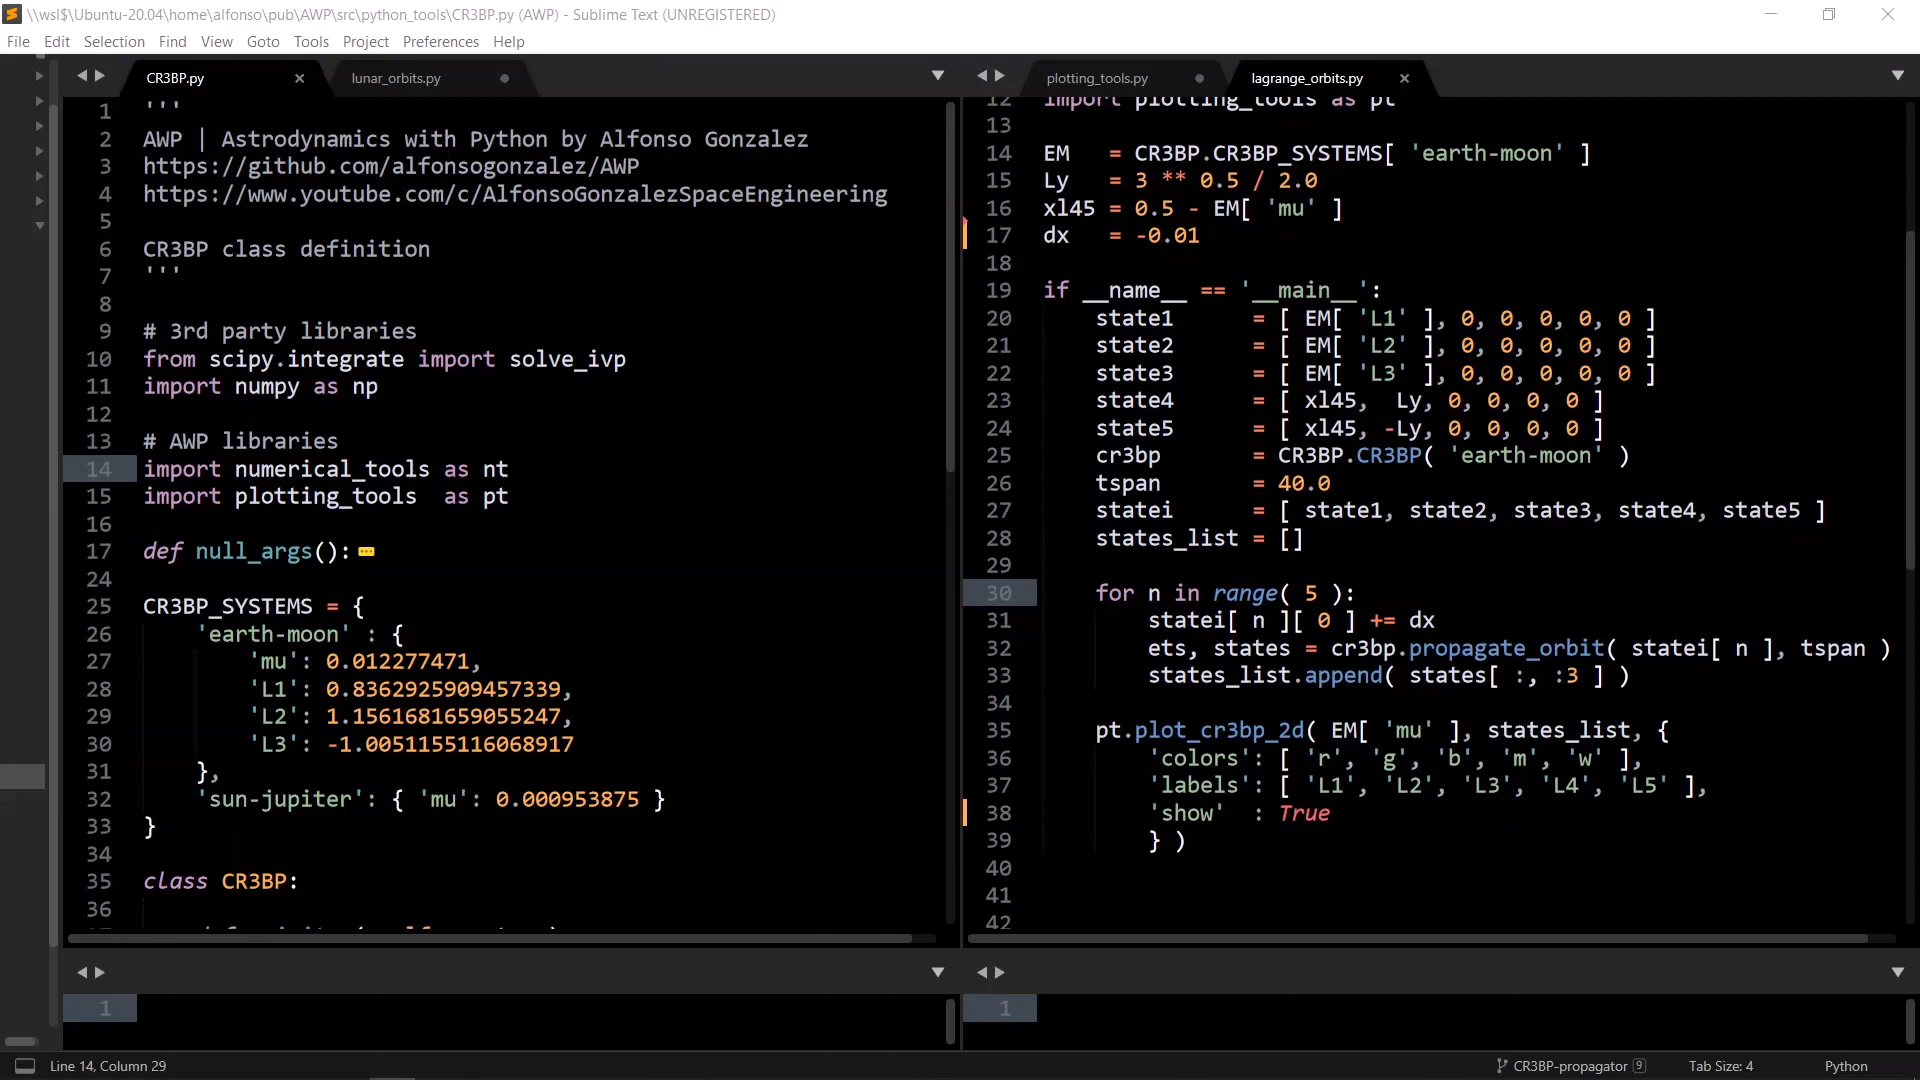 \\wsl$\Ubuntu-20.04\home\alfonso\pub\AWP\src\python_tools\CR3BP.py (AWP) - Sublime Text (UNREGISTERED)
File Edit Selection Find View Goto Tools Project Preferences Help
CR3BP.py lunar_orbits.py
1 '''
2 AWP | Astrodynamics with Python by Alfonso Gonzalez
3 https://github.com/alfonsogonzalez/AWP
4 https://www.youtube.com/c/AlfonsoGonzalezSpaceEngineering
5
6 CR3BP class definition
7 '''
8
9 # 3rd party libraries
10 from scipy.integrate import solve_ivp
11 import numpy as np
12
13 # AWP libraries
14 import numerical_tools as nt
15 import plotting_tools  as pt
16
17 def null_args():
24
25 CR3BP_SYSTEMS = {
26     'earth-moon' : {
27         'mu': 0.012277471,
28         'L1': 0.8362925909457339,
29         'L2': 1.1561681659055247,
30         'L3': -1.0051155116068917
31     },
32     'sun-jupiter': { 'mu': 0.000953875 }
33 }
34
35 class CR3BP:
36
plotting_tools.py lagrange_orbits.py
12 import plotting_tools as pt
13
14 EM   = CR3BP.CR3BP_SYSTEMS[ 'earth-moon' ]
15 Ly   = 3 ** 0.5 / 2.0
16 xl45 = 0.5 - EM[ 'mu' ]
17 dx   = -0.01
18
19 if __name__ == '__main__':
20     state1      = [ EM[ 'L1' ], 0, 0, 0, 0, 0 ]
21     state2      = [ EM[ 'L2' ], 0, 0, 0, 0, 0 ]
22     state3      = [ EM[ 'L3' ], 0, 0, 0, 0, 0 ]
23     state4      = [ xl45,  Ly, 0, 0, 0, 0 ]
24     state5      = [ xl45, -Ly, 0, 0, 0, 0 ]
25     cr3bp       = CR3BP.CR3BP( 'earth-moon' )
26     tspan       = 40.0
27     statei      = [ state1, state2, state3, state4, state5 ]
28     states_list = []
29
30     for n in range( 5 ):
31         statei[ n ][ 0 ] += dx
32         ets, states = cr3bp.propagate_orbit( statei[ n ], tspan )
33         states_list.append( states[ :, :3 ] )
34
35     pt.plot_cr3bp_2d( EM[ 'mu' ], states_list, {
36         'colors': [ 'r', 'g', 'b', 'm', 'w' ],
37         'labels': [ 'L1', 'L2', 'L3', 'L4', 'L5' ],
38         'show'  : True
39         } )
40
41
42
1
1
Line 14, Column 29
CR3BP-propagator 9 Tab Size: 4 Python